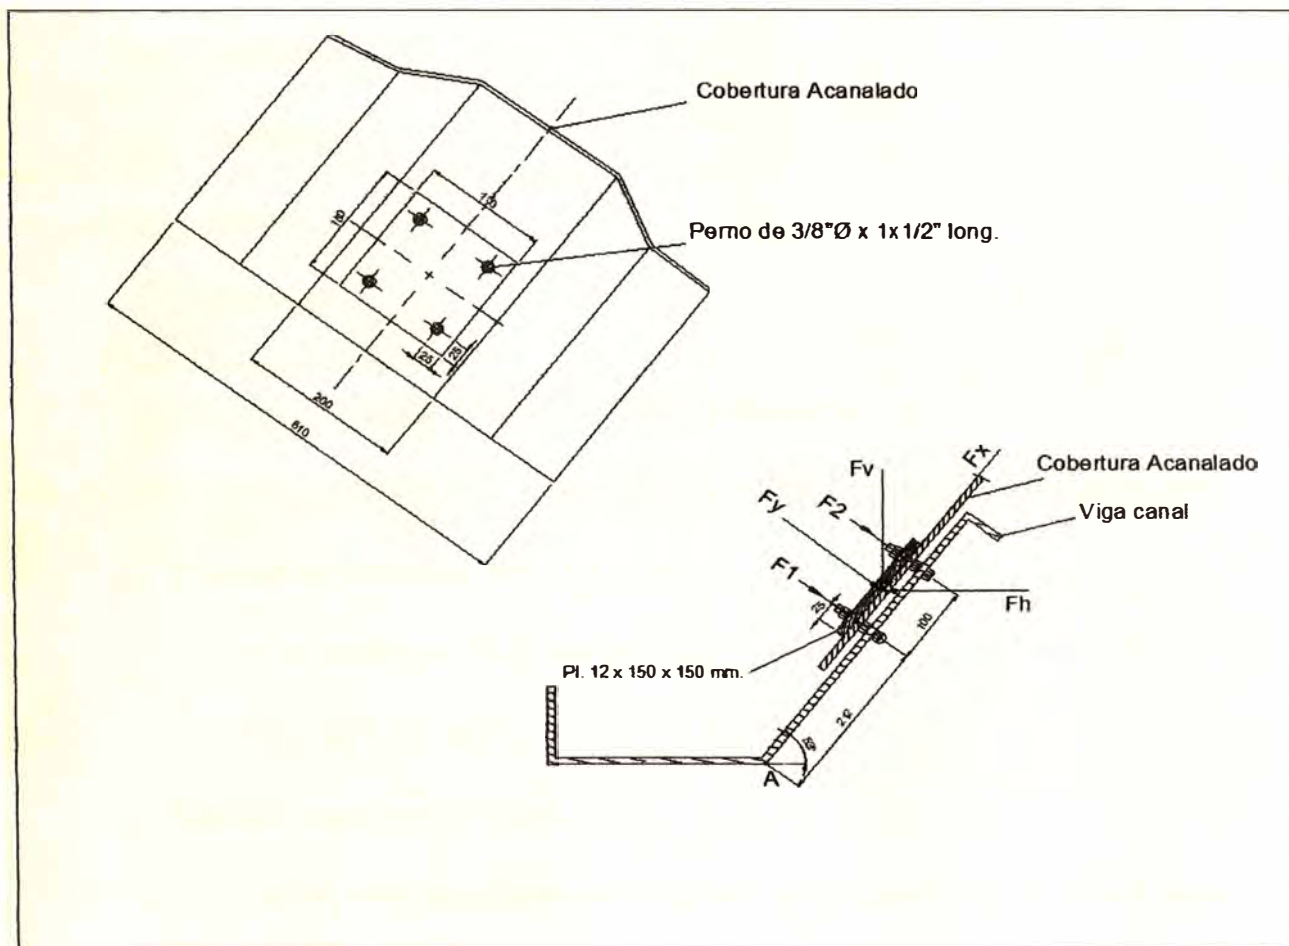 Cobertura Acanalado
Perno de 3/8"Ø x 1x1/2" long.
25
25
200
610
Fx
Cobertura Acanalado
Fv
Viga canal
F2
Fy
F1
25
Fh
100
Pl. 12 x 150 x 150 mm.
212
A